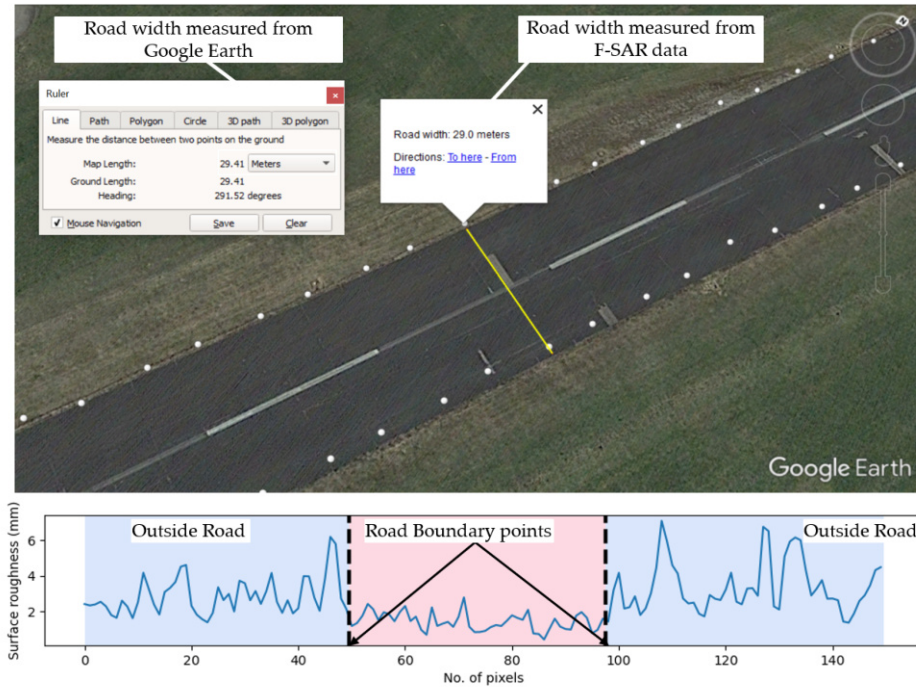 Road width measured from
Google Earth
Road width measured from
F-SAR data
N
Ruler
Line Path Polygon Circle 3D path 3D polygon
Measure the distance between two points on the ground
Map Length: 29.41 Meters
Ground Length: 29.41
Heading: 291.52 degrees
Mouse Navigation Save Clear
Road width: 29.0 meters
Directions: To here - From
here
Google Earth
Outside Road
Road Boundary points
Outside Road
Surface roughness (mm)
6
4
2
0 20 40 60 80 100 120 140
No. of pixels